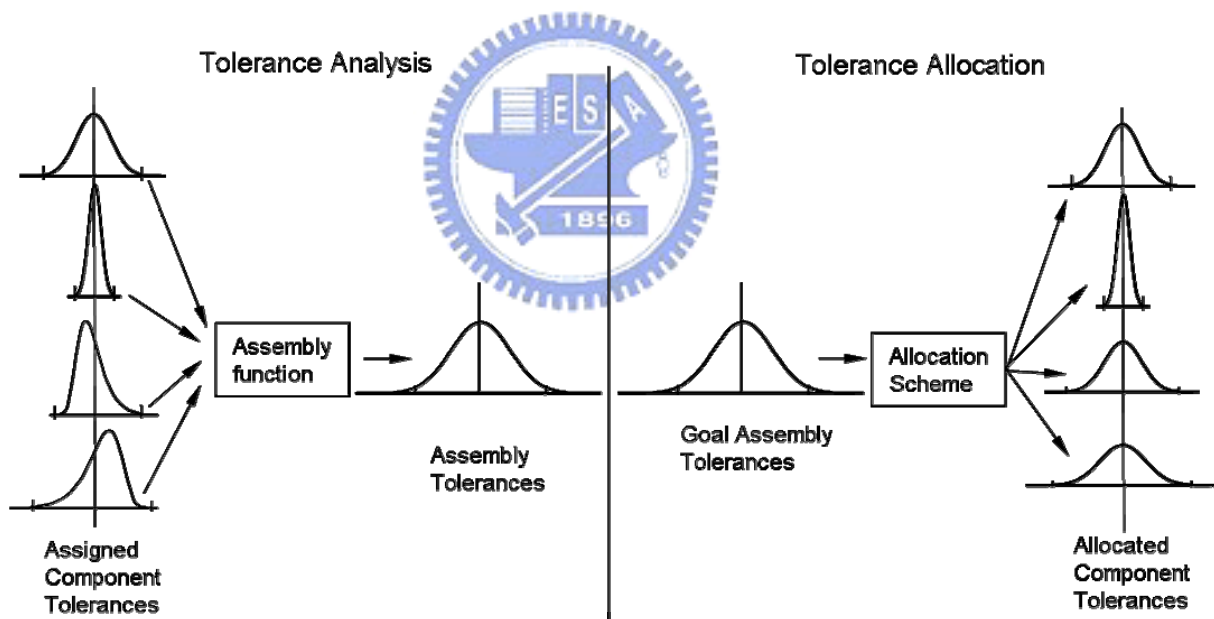 Tolerance Analysis
Tolerance Allocation
E S A
1896
Assembly
function
Allocation
Scheme
Assembly
Tolerances
Goal Assembly
Tolerances
Assigned
Component
Tolerances
Allocated
Component
Tolerances